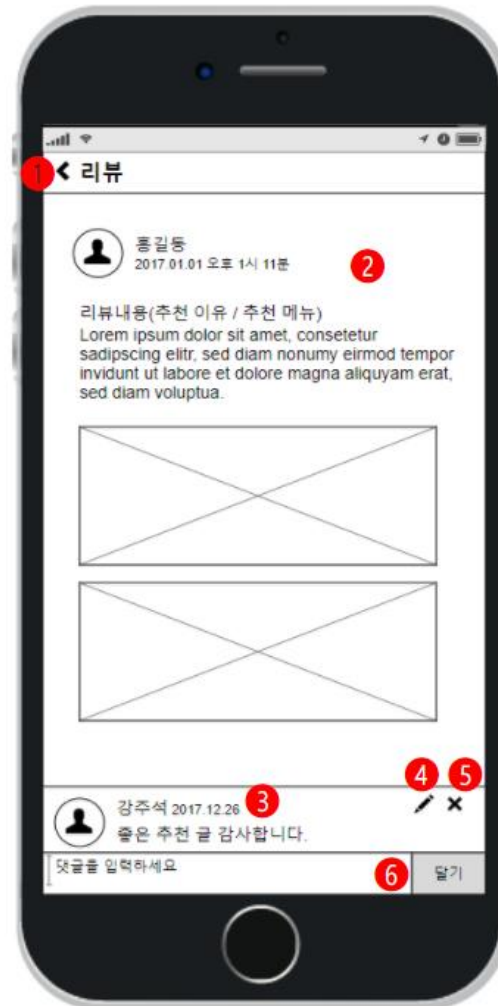 1 리뷰
홍길동
2017.01.01 오후 1시 11분
2
리뷰내용(추천 이유 / 추천 메뉴)
Lorem ipsum dolor sit amet, consetetur
sadipscing elitr, sed diam nonumy eirmod tempor
invidunt ut labore et dolore magna aliquyam erat,
sed diam voluptua.
4 5
강주석 2017.12.26 3
좋은 추천 글 감사합니다.
댓글을 입력하세요 6 달기